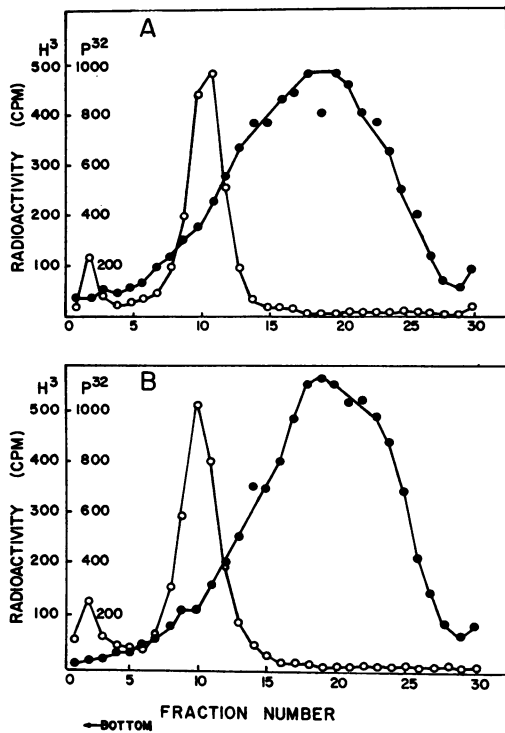 A
H³ P³²
500 1000
400 800
300 600
200 400
100 200
RADIOACTIVITY (CPM)
0 5 10 15 20 25 30
B
H³ P³²
500 1000
400 800
300 600
200 400
100 200
RADIOACTIVITY (CPM)
0 5 10 15 20 25 30
FRACTION NUMBER
←BOTTOM